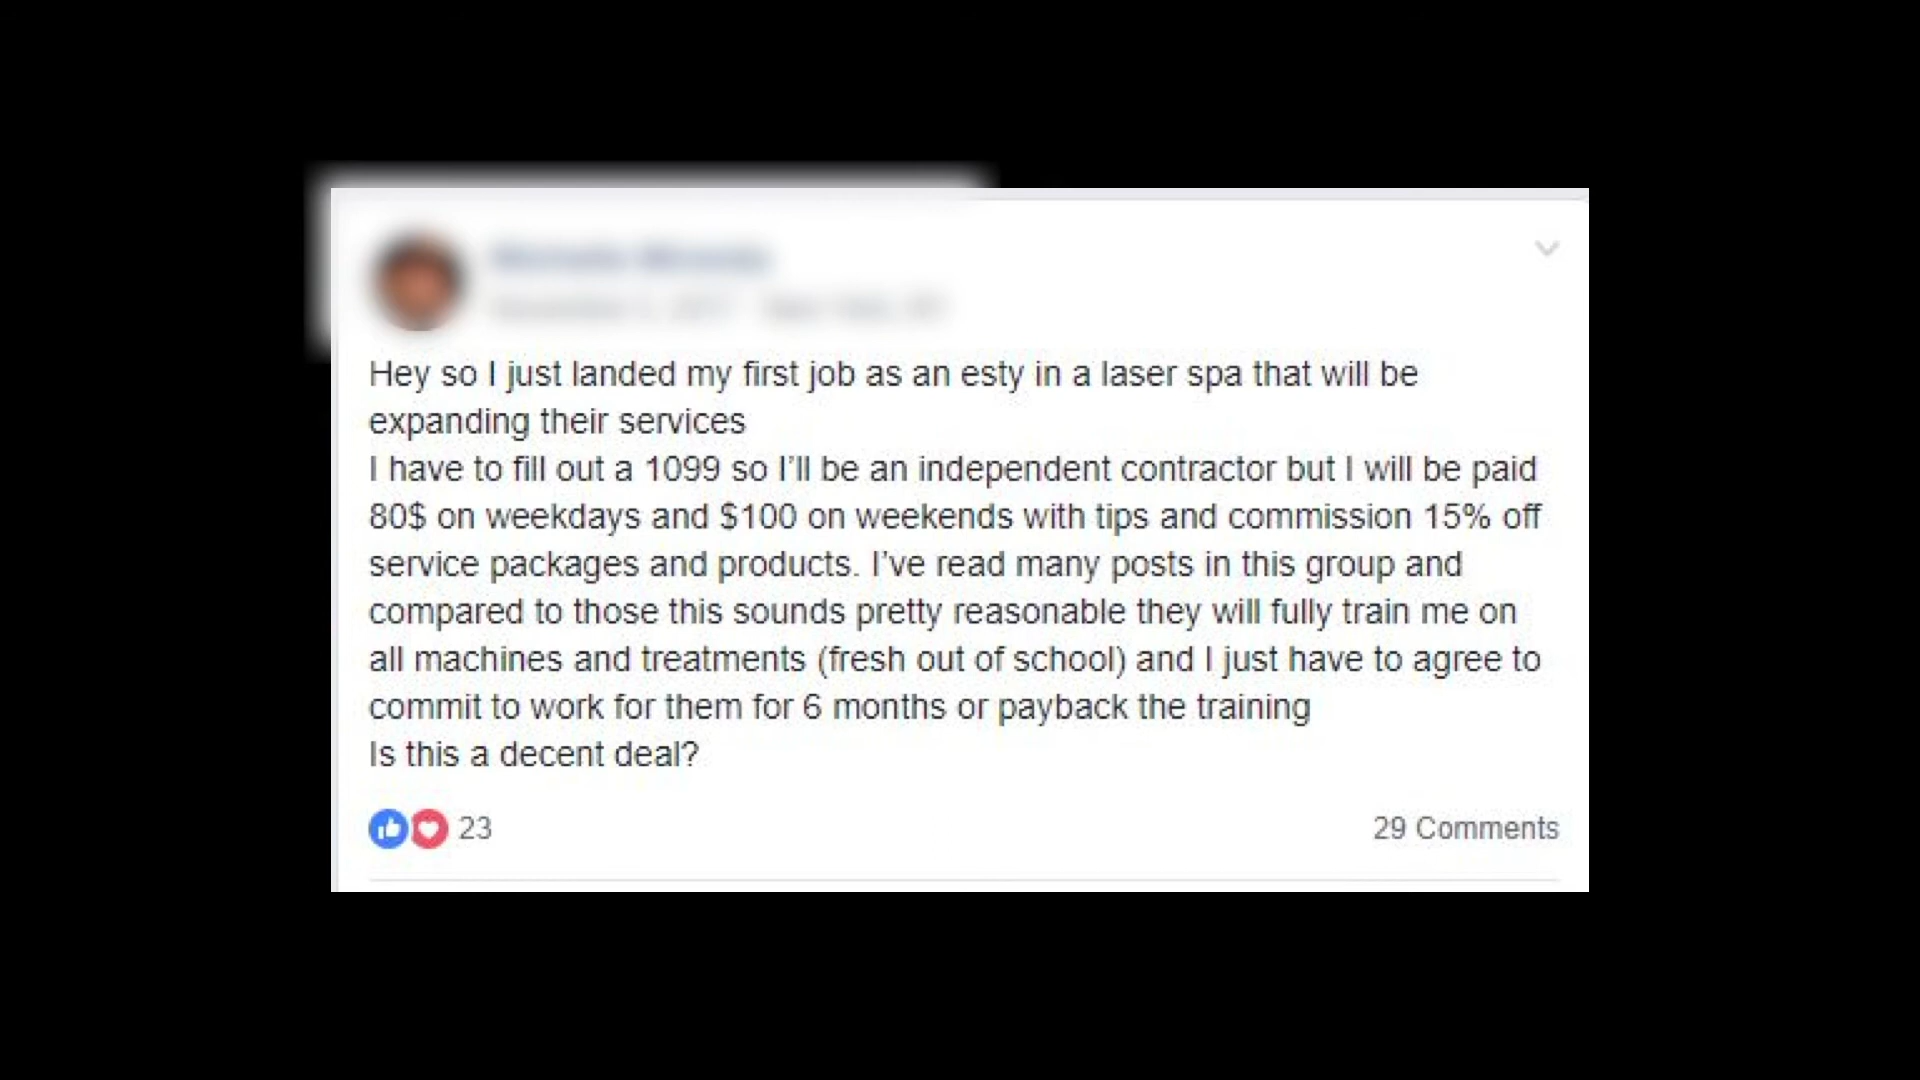 Hey so I just landed my first job as an esty in a laser spa that will be
expanding their services
I have to fill out a 1099 so I'll be an independent contractor but I will be paid
80$ on weekdays and $100 on weekends with tips and commission 15% off
service packages and products. I've read many posts in this group and
compared to those this sounds pretty reasonable they will fully train me on
all machines and treatments (fresh out of school) and I just have to agree to
commit to work for them for 6 months or payback the training
Is this a decent deal?
23
29 Comments